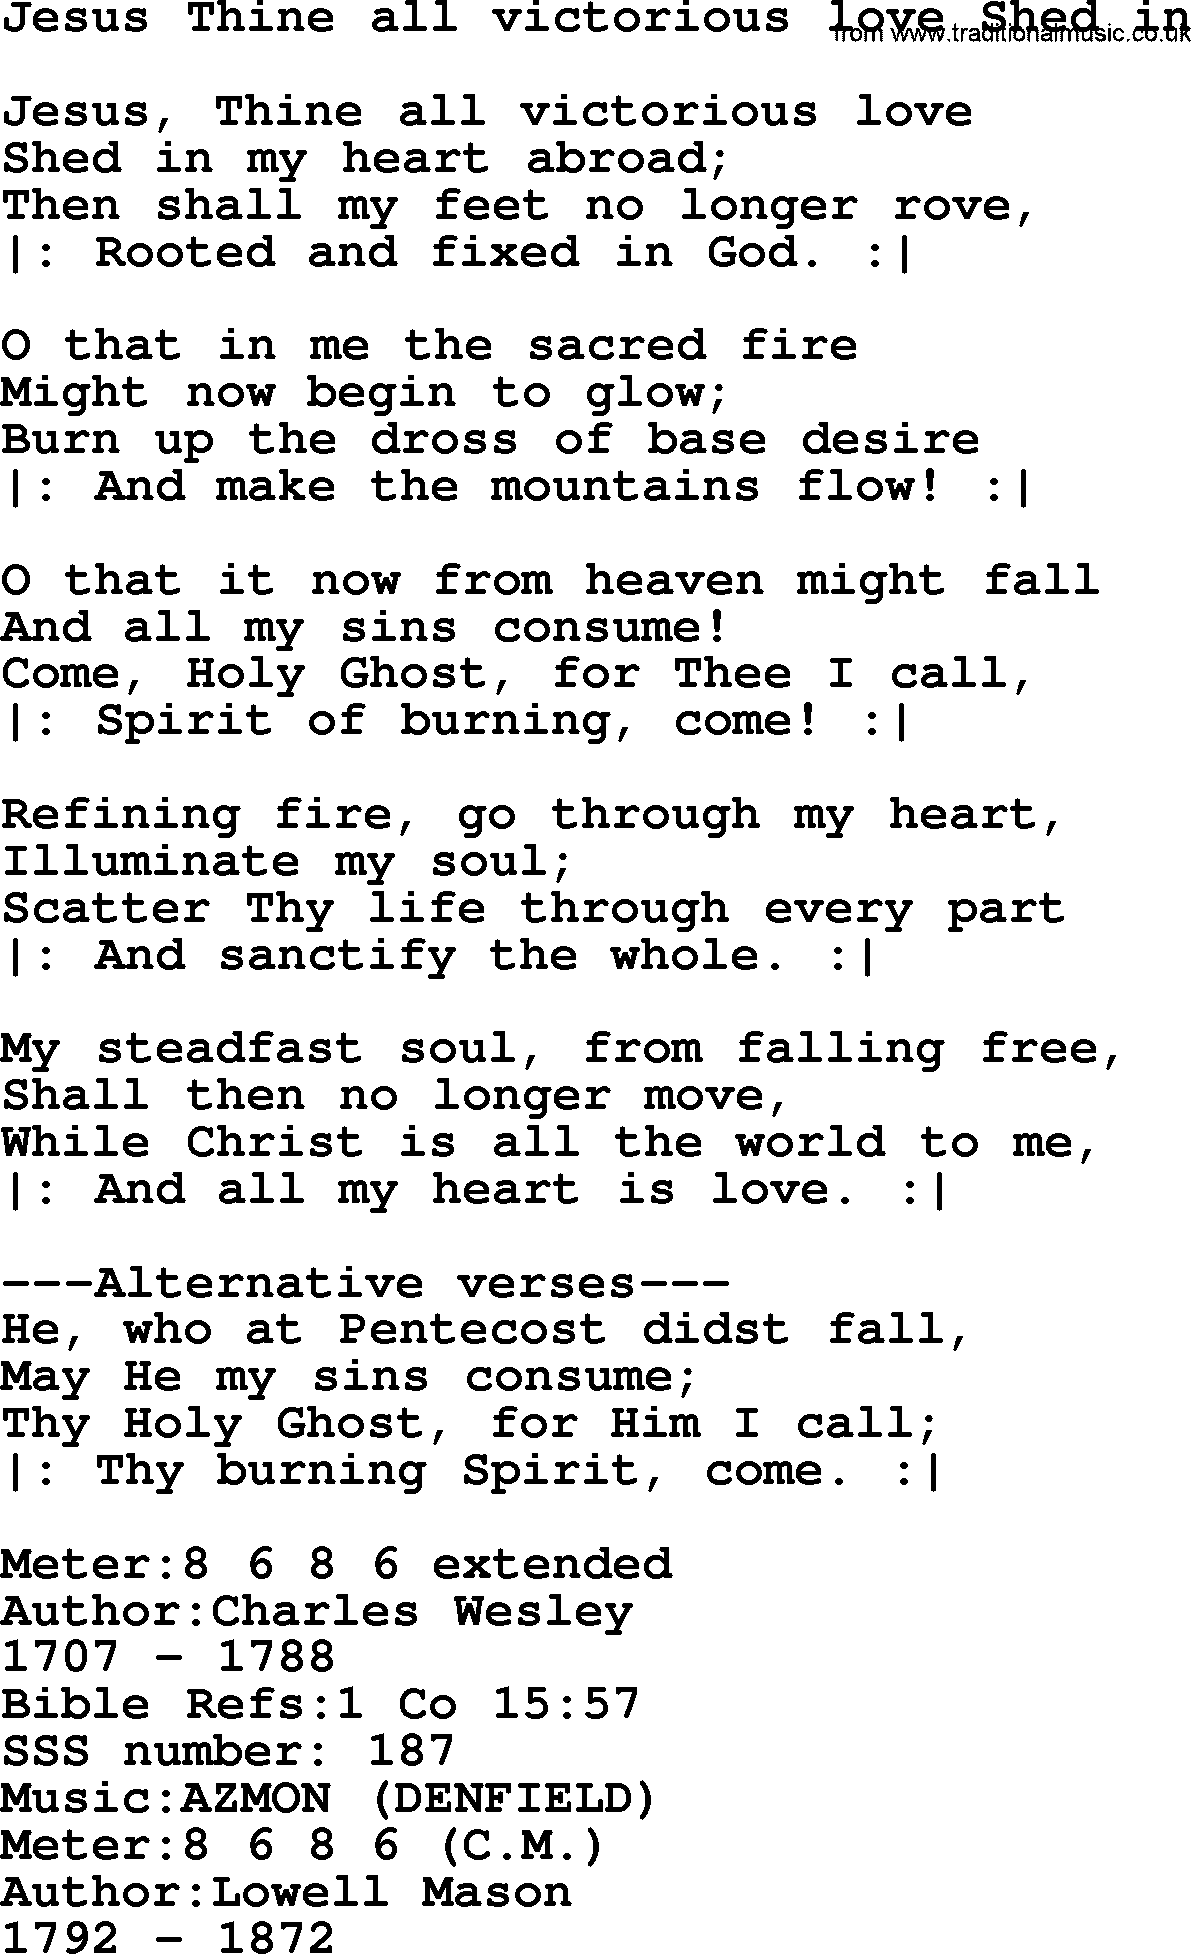 Jesus Thine all victorious love Shed in
from www.traditionalmusic.co.uk
Jesus, Thine all victorious love
Shed in my heart abroad;
Then shall my feet no longer rove,
|: Rooted and fixed in God. :|
O that in me the sacred fire
Might now begin to glow;
Burn up the dross of base desire
|: And make the mountains flow! :|
O that it now from heaven might fall
And all my sins consume!
Come, Holy Ghost, for Thee I call,
|: Spirit of burning, come! :|
Refining fire, go through my heart,
Illuminate my soul;
Scatter Thy life through every part
|: And sanctify the whole. :|
My steadfast soul, from falling free,
Shall then no longer move,
While Christ is all the world to me,
|: And all my heart is love. :|
---Alternative verses---
He, who at Pentecost didst fall,
May He my sins consume;
Thy Holy Ghost, for Him I call;
|: Thy burning Spirit, come. :|
Meter:8 6 8 6 extended
Author:Charles Wesley
1707 - 1788
Bible Refs:1 Co 15:57
SSS number: 187
Music:AZMON (DENFIELD)
Meter:8 6 8 6 (C.M.)
Author:Lowell Mason
1792 - 1872